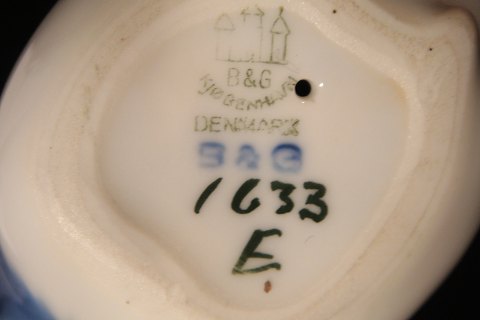 B&G
KJØBENHAVN
DENMARK
B&G
1633
E